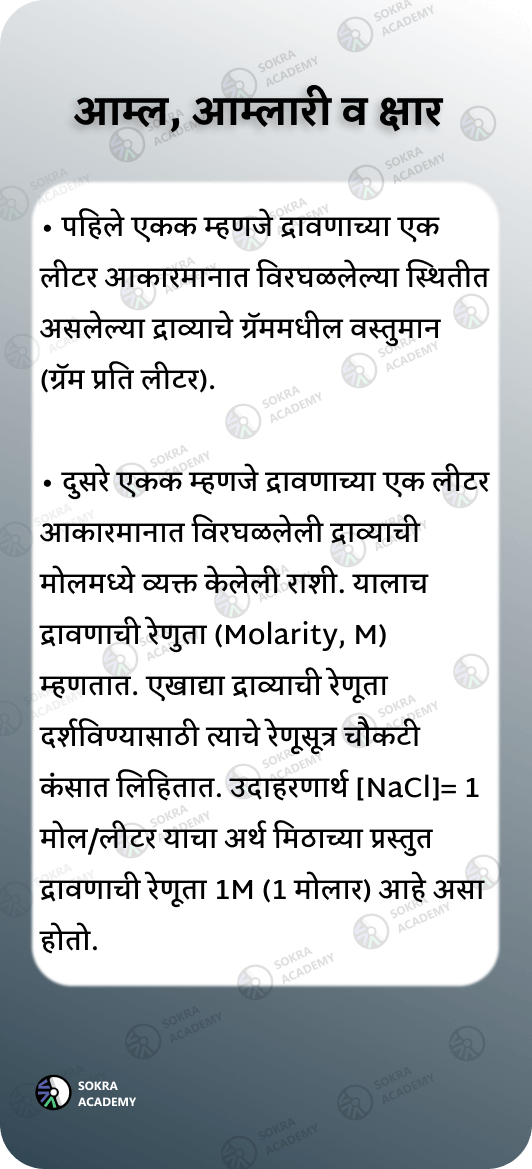 आम्ल, आम्लारी व क्षार
• पहिले एकक म्हणजे द्रावणाच्या एक
लीटर आकारमानात विरघळलेल्या स्थितीत
असलेल्या द्राव्याचे ग्रॅममधील वस्तुमान
(ग्रॅम प्रति लीटर).
• दुसरे एकक म्हणजे द्रावणाच्या एक लीटर
आकारमानात विरघळलेली द्राव्याची
मोलमध्ये व्यक्त केलेली राशी. यालाच
द्रावणाची रेणुता (Molarity, M)
म्हणतात. एखाद्या द्राव्याची रेणूता
दर्शविण्यासाठी त्याचे रेणूसूत्र चौकटी
कंसात लिहितात. उदाहरणार्थ [NaCl]= 1
मोल/लीटर याचा अर्थ मिठाच्या प्रस्तुत
द्रावणाची रेणूता 1M (1 मोलार) आहे असा
होतो.
SOKRA
ACADEMY